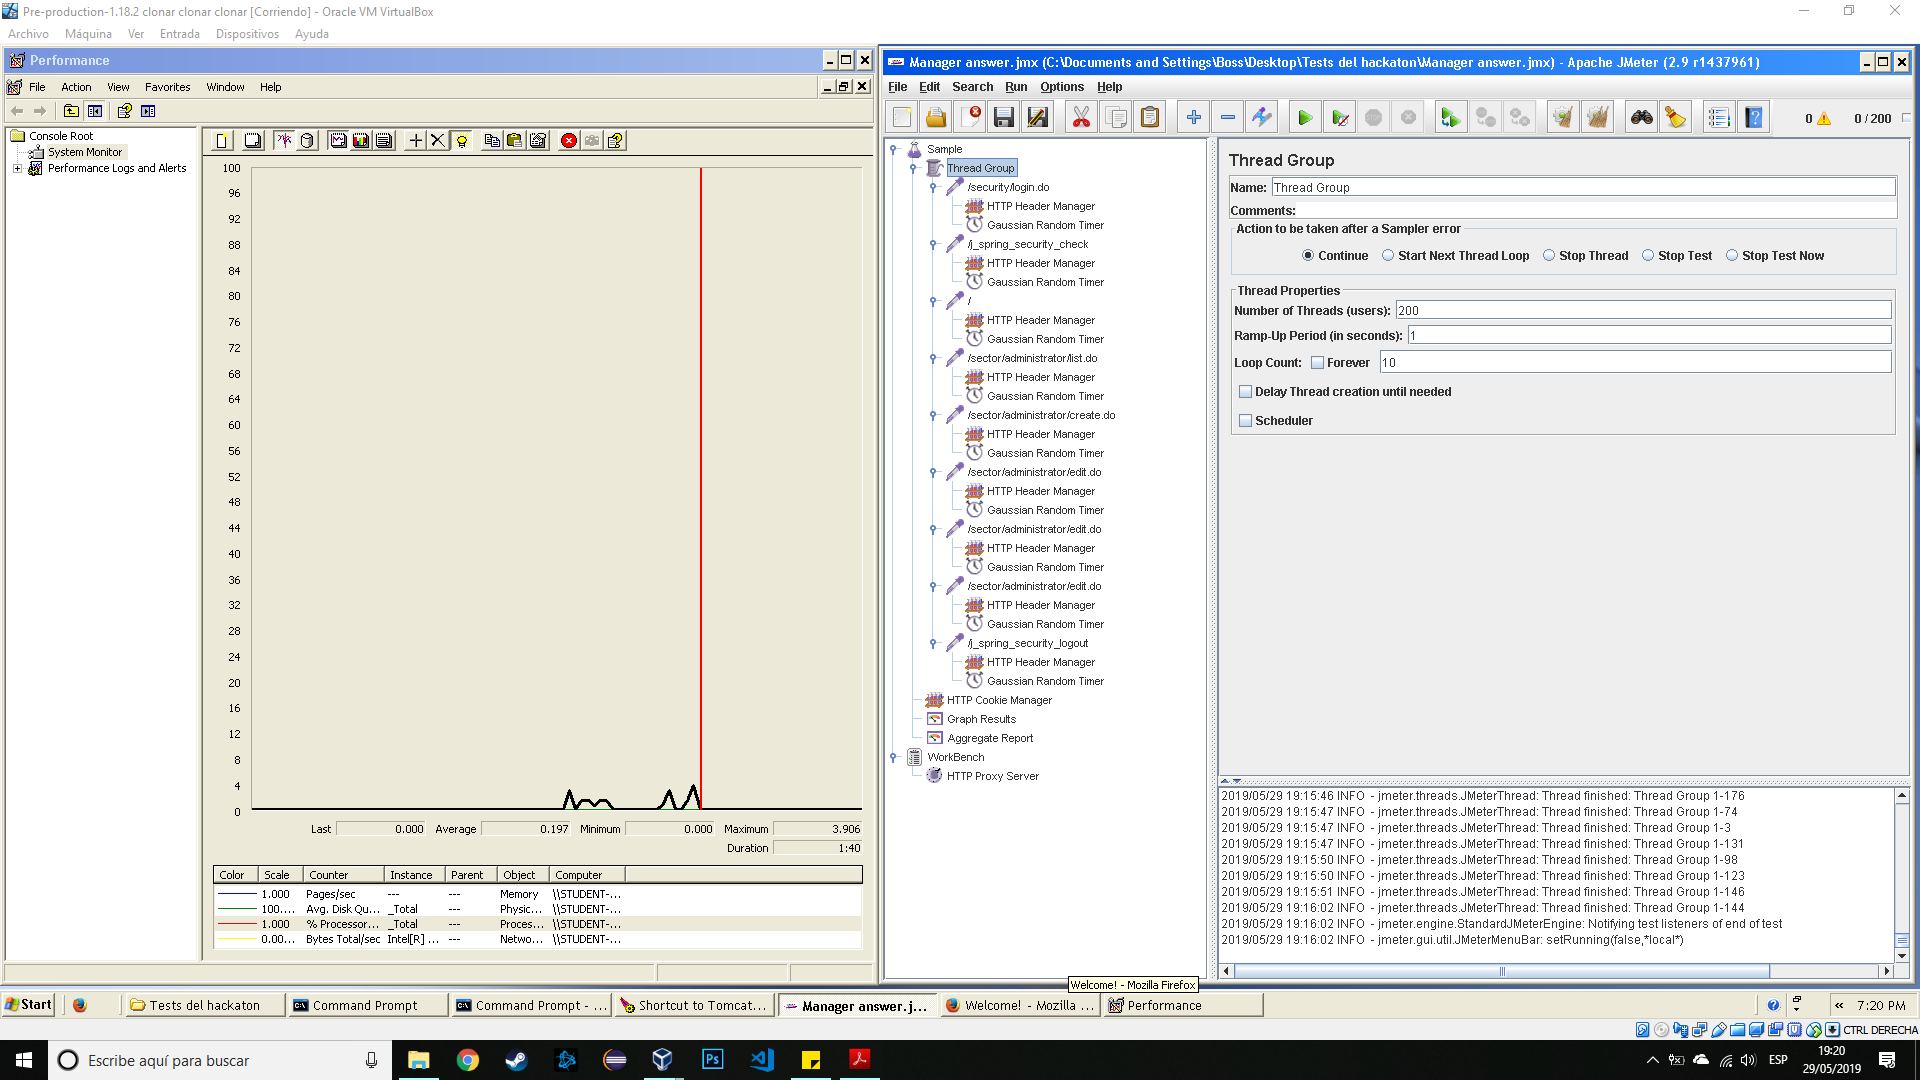 Pre-production-1.18.2 clonar clonar clonar [Corriendo] - Oracle VM VirtualBox
Archivo Máquina Ver Entrada Dispositivos Ayuda
Performance
File Action View Favorites Window Help
Console Root
System Monitor
Performance Logs and Alerts
100
96
92
88
84
80
76
72
68
64
60
56
52
48
44
40
36
32
28
24
20
16
12
8
4
0
Last 0.000 Average 0.197 Minimum 0.000 Maximum 3.906
Duration 1:40
Color Scale Counter Instance Parent Object Computer
1.000 Pages/sec --- --- Memory \\STUDENT-...
100.... Avg. Disk Qu... _Total --- Physic... \\STUDENT-...
1.000 % Processor... _Total --- Proces... \\STUDENT-...
0.00... Bytes Total/sec Intel[R] ... --- Netwo... \\STUDENT-...
Manager answer.jmx (C:\Documents and Settings\Boss\Desktop\Tests del hackaton\Manager answer.jmx) - Apache JMeter (2.9 r1437961)
File Edit Search Run Options Help
0 0 / 200
Sample
Thread Group
/security/login.do
HTTP Header Manager
Gaussian Random Timer
/j_spring_security_check
HTTP Header Manager
Gaussian Random Timer
/
HTTP Header Manager
Gaussian Random Timer
/sector/administrator/list.do
HTTP Header Manager
Gaussian Random Timer
/sector/administrator/create.do
HTTP Header Manager
Gaussian Random Timer
/sector/administrator/edit.do
HTTP Header Manager
Gaussian Random Timer
/sector/administrator/edit.do
HTTP Header Manager
Gaussian Random Timer
/sector/administrator/edit.do
HTTP Header Manager
Gaussian Random Timer
/j_spring_security_logout
HTTP Header Manager
Gaussian Random Timer
HTTP Cookie Manager
Graph Results
Aggregate Report
WorkBench
HTTP Proxy Server
Thread Group
Name: Thread Group
Comments:
Action to be taken after a Sampler error
Continue Start Next Thread Loop Stop Thread Stop Test Stop Test Now
Thread Properties
Number of Threads (users): 200
Ramp-Up Period (in seconds): 1
Loop Count: Forever 10
Delay Thread creation until needed
Scheduler
2019/05/29 19:15:46 INFO - jmeter.threads.JMeterThread: Thread finished: Thread Group 1-176
2019/05/29 19:15:47 INFO - jmeter.threads.JMeterThread: Thread finished: Thread Group 1-74
2019/05/29 19:15:47 INFO - jmeter.threads.JMeterThread: Thread finished: Thread Group 1-3
2019/05/29 19:15:47 INFO - jmeter.threads.JMeterThread: Thread finished: Thread Group 1-131
2019/05/29 19:15:50 INFO - jmeter.threads.JMeterThread: Thread finished: Thread Group 1-98
2019/05/29 19:15:50 INFO - jmeter.threads.JMeterThread: Thread finished: Thread Group 1-123
2019/05/29 19:15:51 INFO - jmeter.threads.JMeterThread: Thread finished: Thread Group 1-146
2019/05/29 19:16:02 INFO - jmeter.threads.JMeterThread: Thread finished: Thread Group 1-144
2019/05/29 19:16:02 INFO - jmeter.engine.StandardJMeterEngine: Notifying test listeners of end of test
2019/05/29 19:16:02 INFO - jmeter.gui.util.JMeterMenuBar: setRunning(false,*local*)
Welcome! - Mozilla Firefox
Start Tests del hackaton Command Prompt Command Prompt - ... Shortcut to Tomcat... Manager answer.j... Welcome! - Mozilla ... Performance 7:20 PM
CTRL DERECHA
Escribe aquí para buscar
Ps
ESP
19:20
29/05/2019